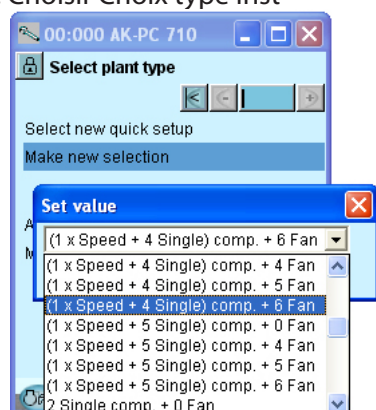 Choisir Choix type inst
00:000 AK-PC 710
Select plant type
Select new quick setup
Make new selection
Set value
(1 x Speed + 4 Single) comp. + 6 Fan
(1 x Speed + 4 Single) comp. + 4 Fan
(1 x Speed + 4 Single) comp. + 5 Fan
(1 x Speed + 4 Single) comp. + 6 Fan
(1 x Speed + 5 Single) comp. + 0 Fan
(1 x Speed + 5 Single) comp. + 4 Fan
(1 x Speed + 5 Single) comp. + 5 Fan
(1 x Speed + 5 Single) comp. + 6 Fan
2 Single comp. + 0 Fan